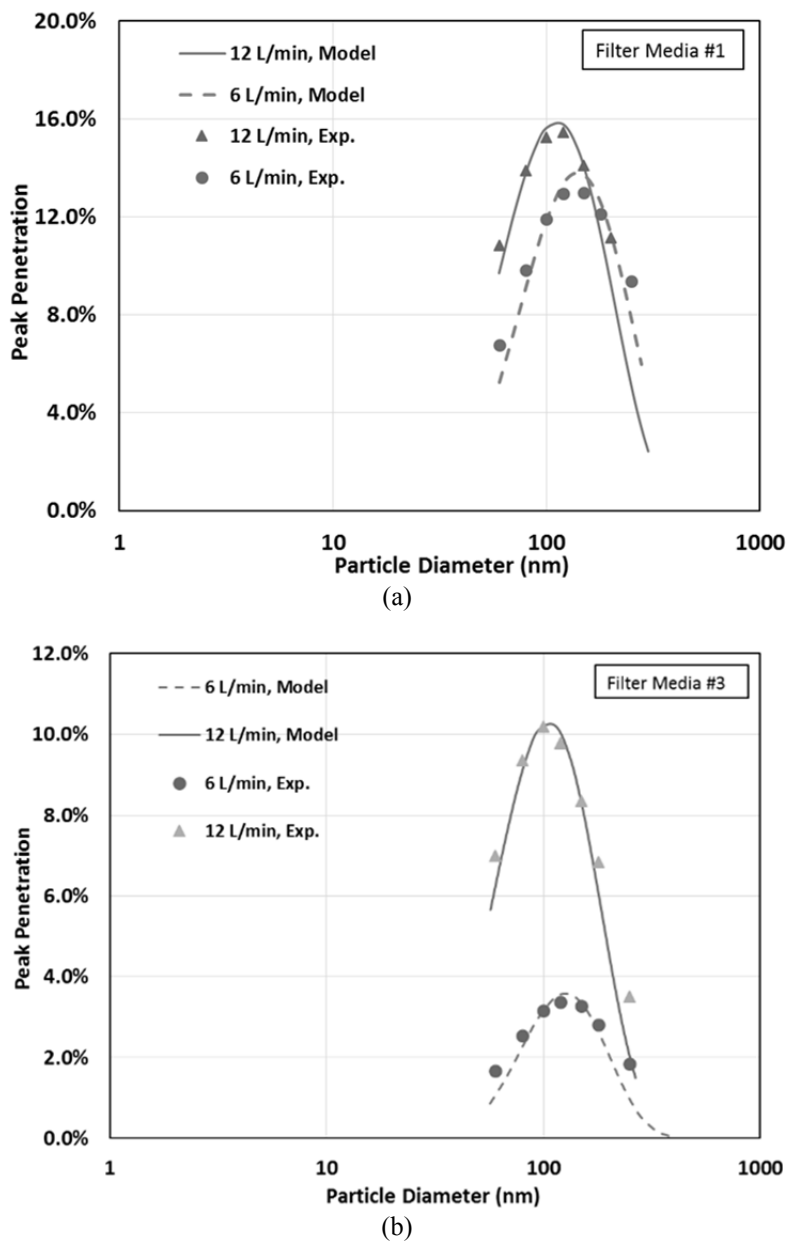 20.0%
16.0%
12.0%
8.0%
4.0%
0.0%
Peak Penetration
12 L/min, Model
6 L/min, Model
12 L/min, Exp.
6 L/min, Exp.
Filter Media #1
1
10
100
1000
Particle Diameter (nm)
(a)
12.0%
10.0%
8.0%
6.0%
4.0%
2.0%
0.0%
Peak Penetration
6 L/min, Model
12 L/min, Model
6 L/min, Exp.
12 L/min, Exp.
Filter Media #3
1
10
100
1000
Particle Diameter (nm)
(b)